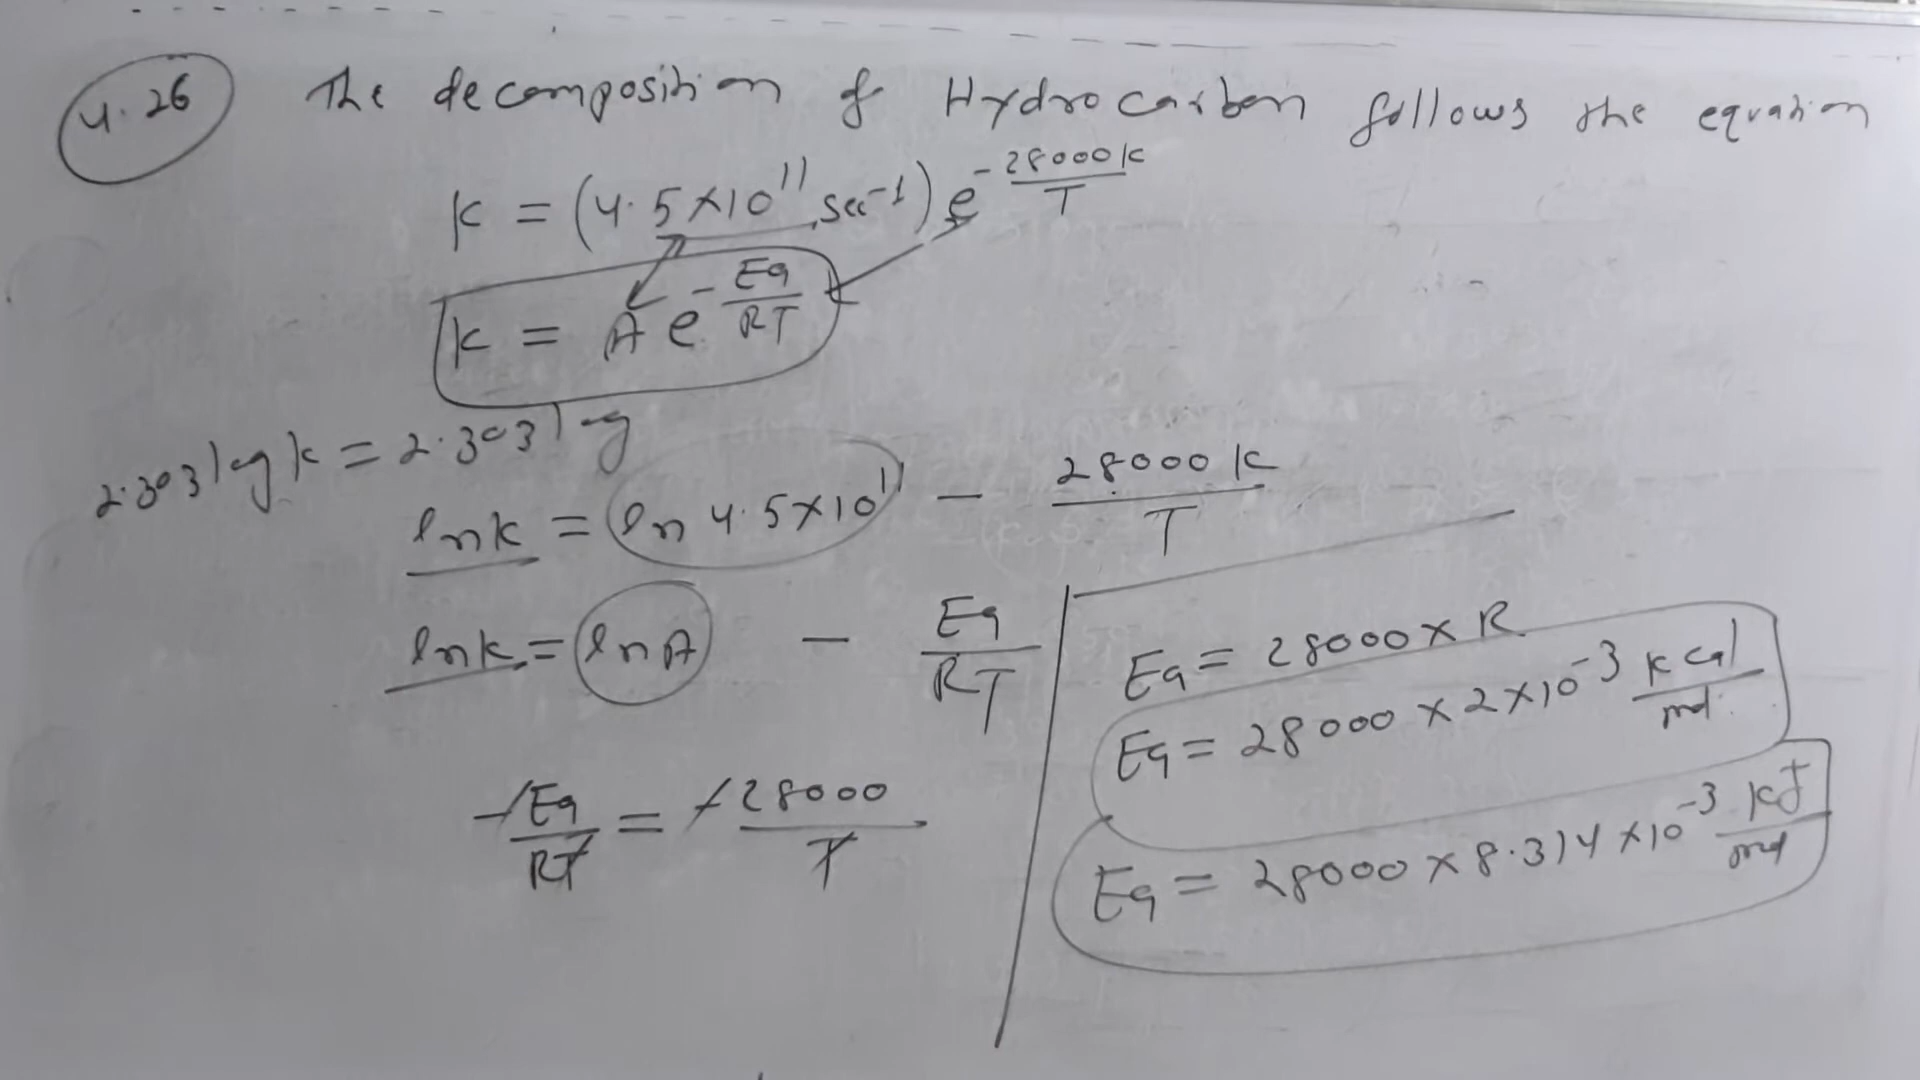 4.26 The decomposition of Hydrocarbon follows the equation
k = (4.5×10¹¹ sec⁻¹) e^-28000K/T
k = A e^-Ea/RT
2.303 log k = 2.303 log
ln k = ln 4.5×10¹¹ - 28000K/T
ln k = ln A - Ea/RT
-Ea/RT = -28000/T
Ea = 28000 × R
Ea = 28000 × 2×10⁻³ kcal/mol.
Ea = 28000 × 8.314 ×10⁻³ kJ/mol